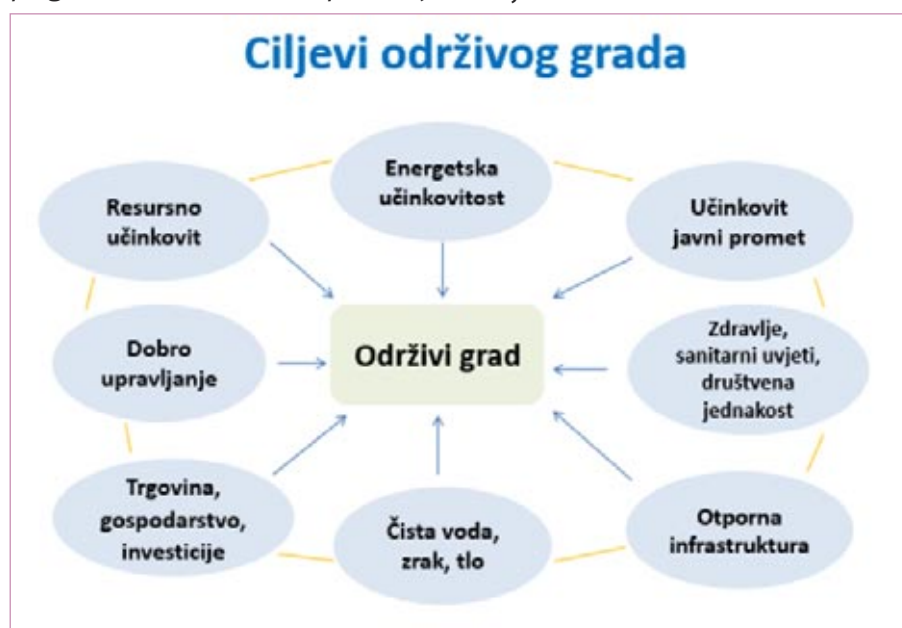 Ciljevi održivog grada
Energetska
učinkovitost
Resursno
učinkovit
Učinkovit
javni promet
Dobro
upravljanje
Održivi grad
Zdravlje,
sanitarni uvjeti,
društvena
jednakost
Trgovina,
gospodarstvo,
investicije
Čista voda,
zrak, tlo
Otporna
infrastruktura